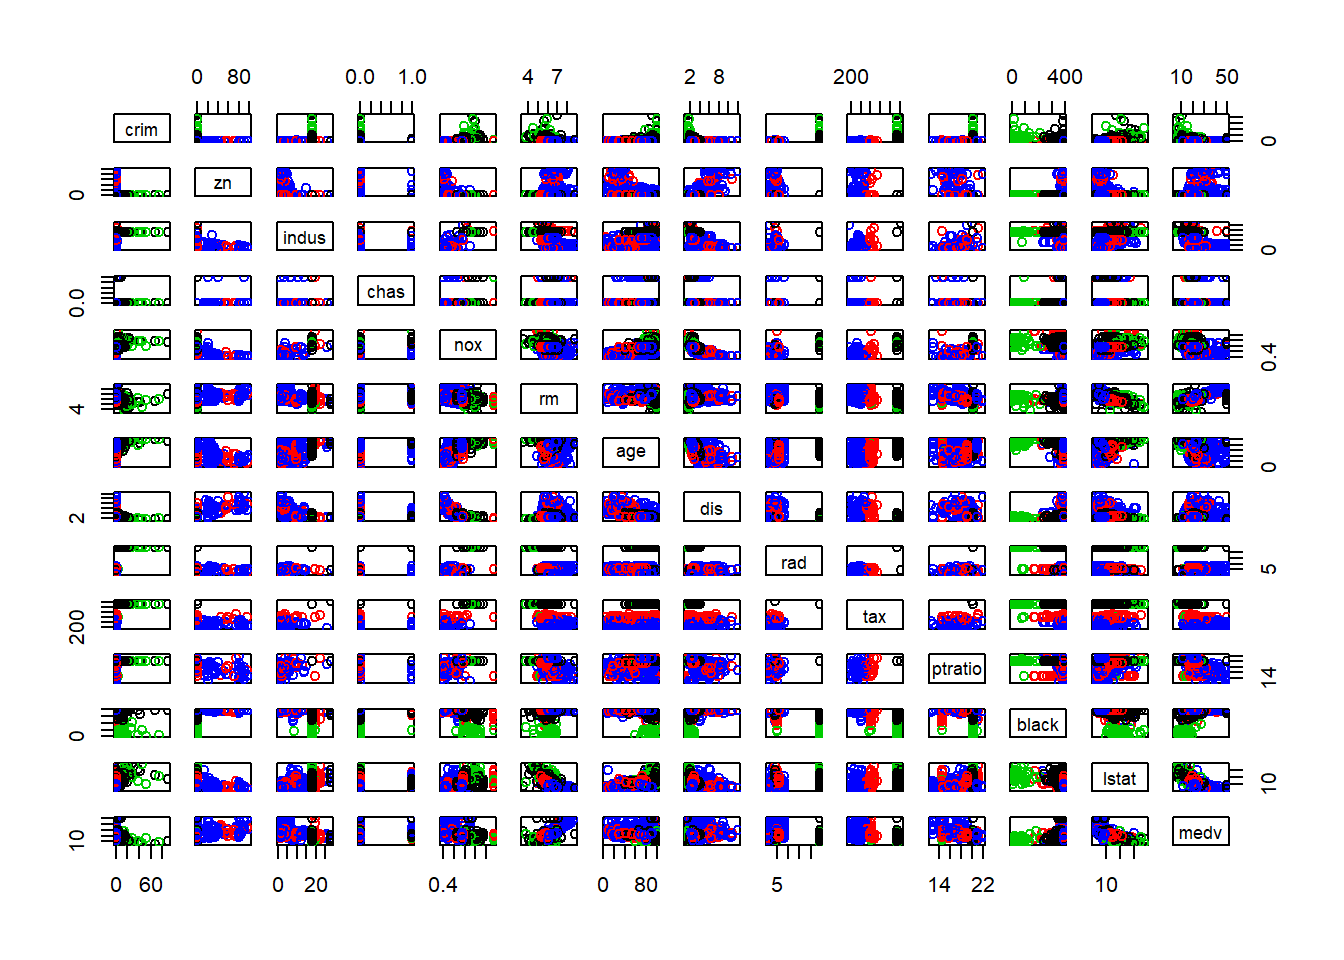 0 80 0.0 1.0 4 7 2 8 200 0 400 10 50
crim 0
0 zn
indus 0
0.0 chas
nox 0.4
4 rm
age 0
2 dis
rad 5
200 tax
ptratio 14
0 black
lstat 10
10 medv
0 60 0 20 0.4 0 80 5 14 22 10